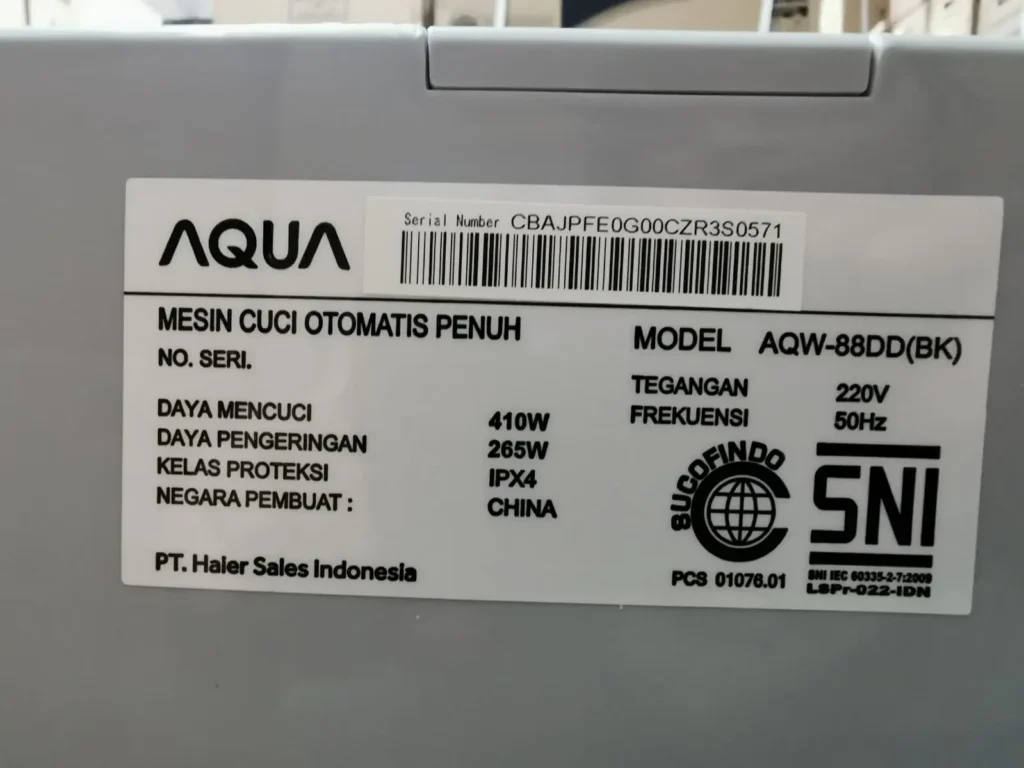 AQUA
Serial Number CBAJPFE0G00CZR3S0571
MESIN CUCI OTOMATIS PENUH
NO. SERI.
MODEL AQW-88DD(BK)
TEGANGAN 220V
FREKUENSI 50Hz
DAYA MENCUCI 410W
DAYA PENGERINGAN 265W
KELAS PROTEKSI IPX4
NEGARA PEMBUAT : CHINA
PT. Haier Sales Indonesia
SUCOFINDO
PCS 01076.01
SNI
SNI IEC 60335-2-7:2009
LSPr-022-IDN